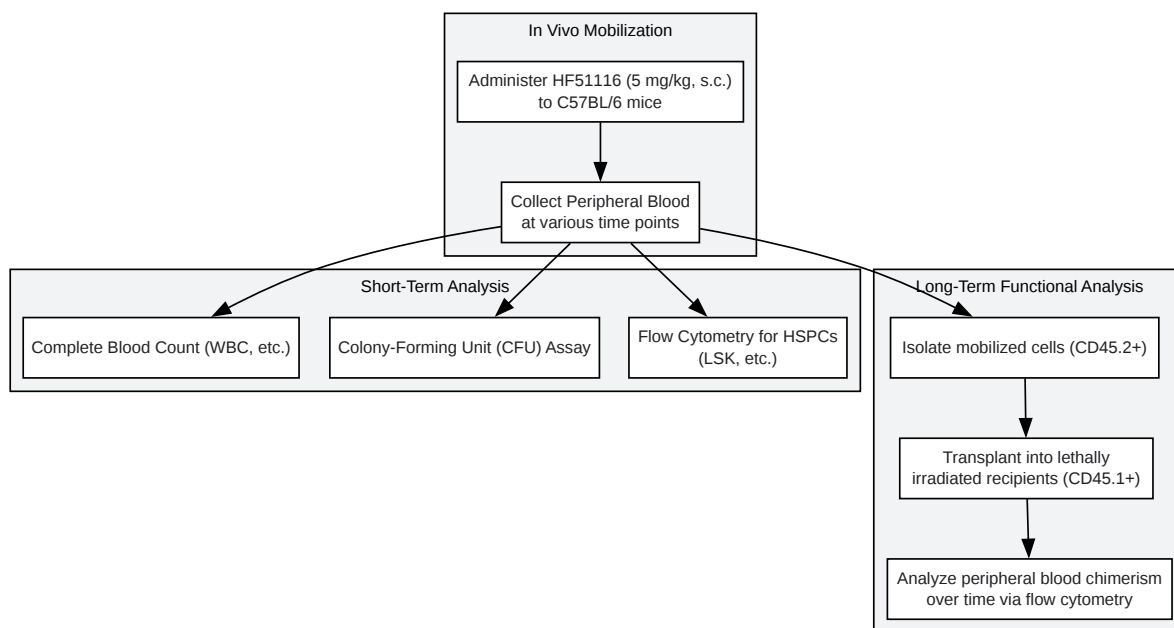 In Vivo Mobilization
Administer HF51116 (5 mg/kg, s.c.)
to C57BL/6 mice
Collect Peripheral Blood
at various time points
Short-Term Analysis
Complete Blood Count (WBC, etc.)
Colony-Forming Unit (CFU) Assay
Flow Cytometry for HSPCs
(LSK, etc.)
Long-Term Functional Analysis
Isolate mobilized cells (CD45.2+)
Transplant into lethally
irradiated recipients (CD45.1+)
Analyze peripheral blood chimerism
over time via flow cytometry